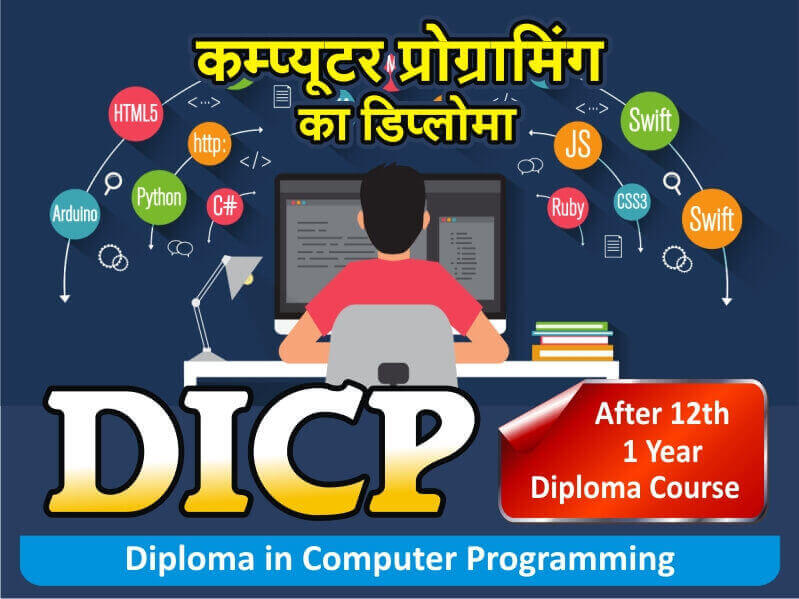 कम्प्यूटर प्रोग्रामिंग
का डिप्लोमा
HTML5
http:
Arduino
Python
C#
<...>
</>
<...>
Swift
JS
Ruby
CSS3
Swift
</>
DICP
After 12th
1 Year
Diploma Course
Diploma in Computer Programming